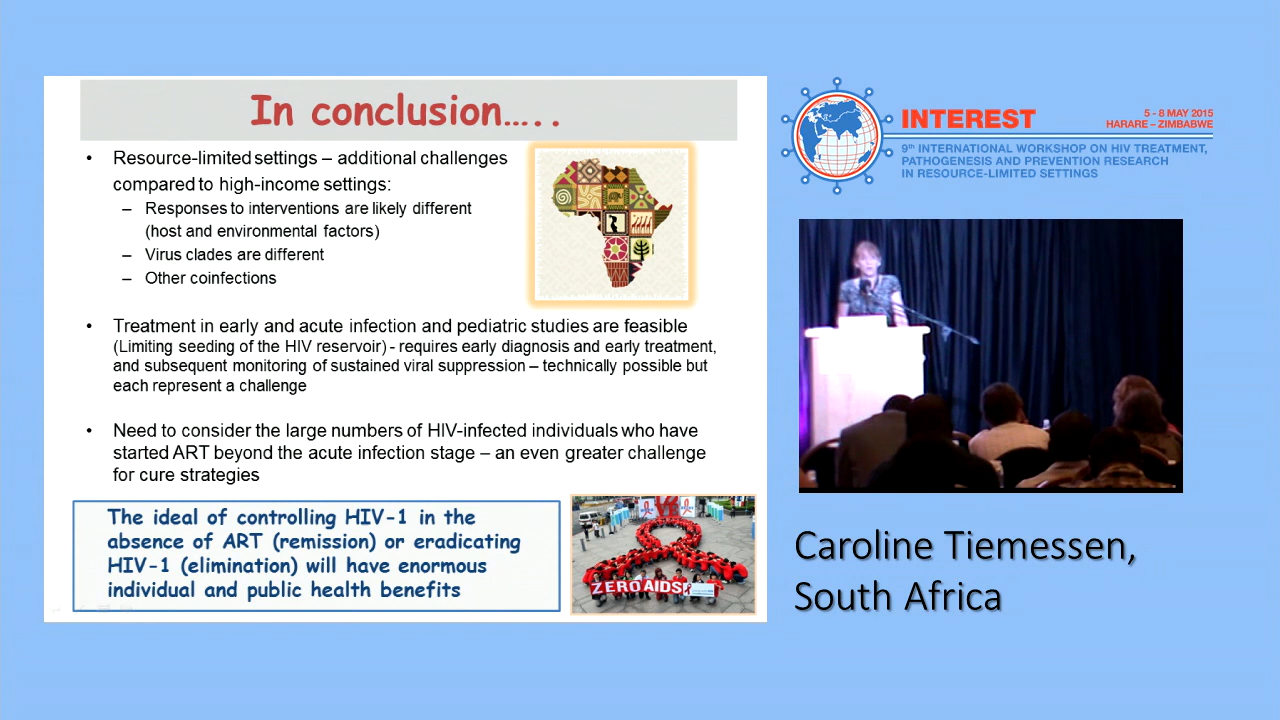 In conclusion…..
• Resource-limited settings – additional challenges
compared to high-income settings:
– Responses to interventions are likely different
(host and environmental factors)
– Virus clades are different
– Other coinfections
• Treatment in early and acute infection and pediatric studies are feasible
(Limiting seeding of the HIV reservoir) - requires early diagnosis and early treatment,
and subsequent monitoring of sustained viral suppression – technically possible but
each represent a challenge
• Need to consider the large numbers of HIV-infected individuals who have
started ART beyond the acute infection stage – an even greater challenge
for cure strategies
The ideal of controlling HIV-1 in the
absence of ART (remission) or eradicating
HIV-1 (elimination) will have enormous
individual and public health benefits
ZERO AIDS
INTEREST
5 - 8 MAY 2015
HARARE – ZIMBABWE
9th INTERNATIONAL WORKSHOP ON HIV TREATMENT,
PATHOGENESIS AND PREVENTION RESEARCH
IN RESOURCE-LIMITED SETTINGS
Caroline Tiemessen,
South Africa